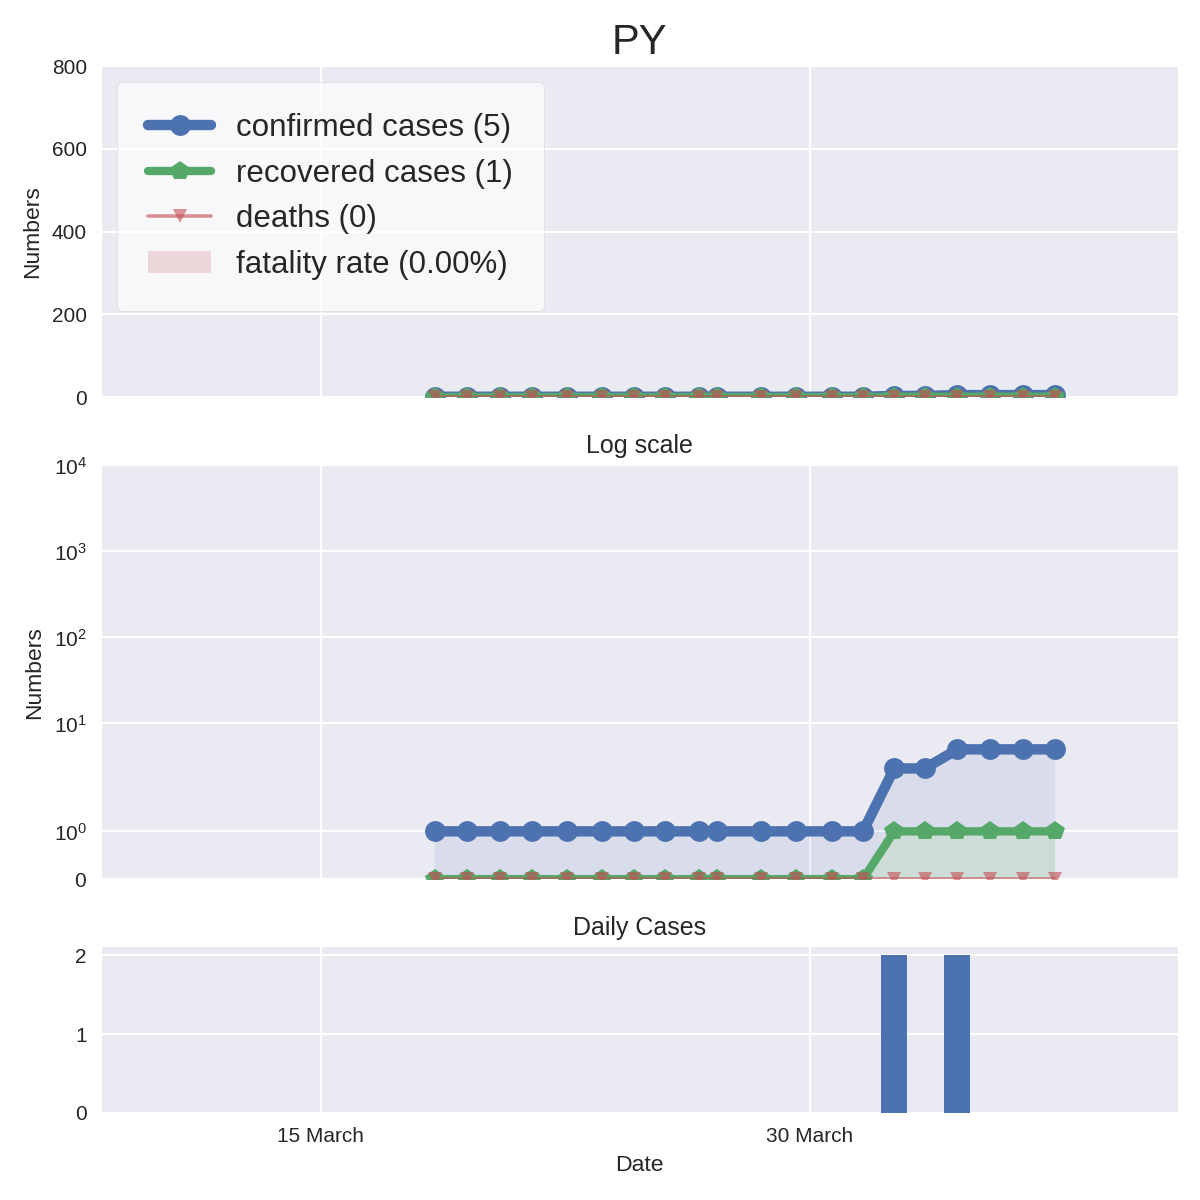 PY
800
600
400
200
0
Numbers
confirmed cases (5)
recovered cases (1)
deaths (0)
fatality rate (0.00%)
Log scale
10⁴
10³
10²
10¹
10⁰
0
Numbers
Daily Cases
2
1
0
15 March 30 March
Date